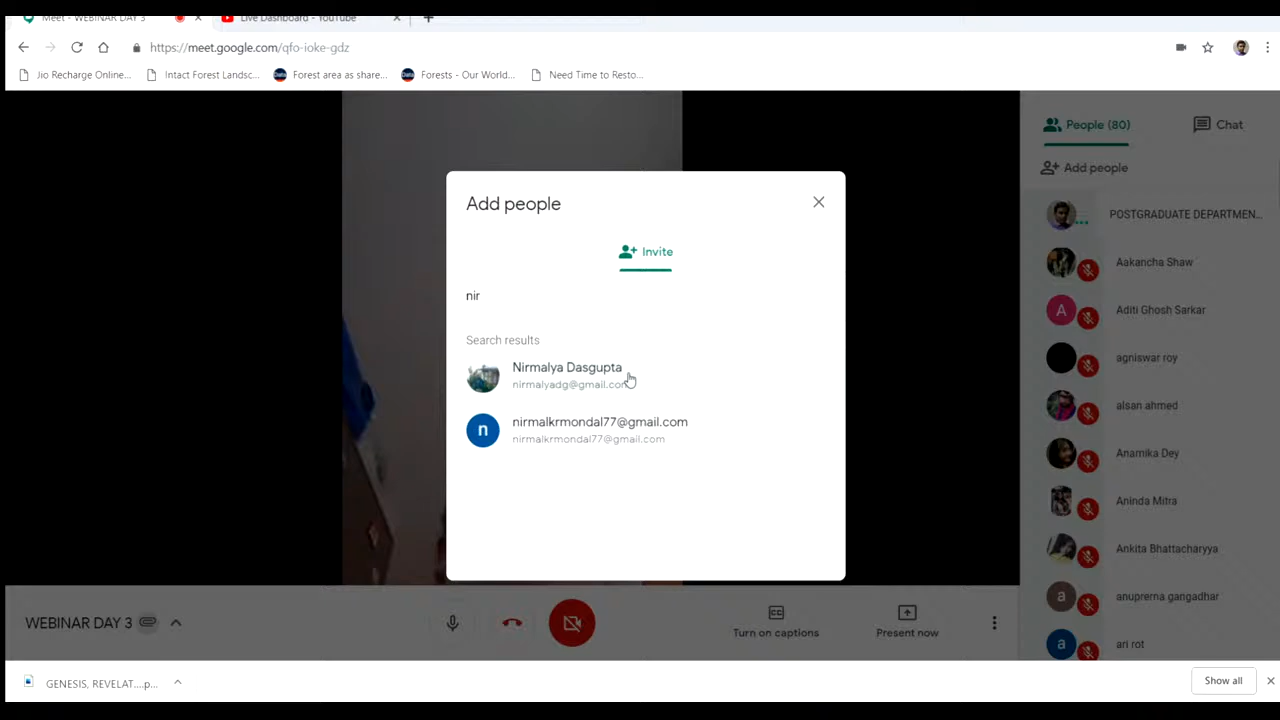 Meet - WEBINAR DAY 3
Live Dashboard - YouTube
https://meet.google.com/qfo-ioke-gdz
Jio Recharge Online...
Intact Forest Landsc...
Forest area as share...
Forests - Our World...
Need Time to Resto...
People (80)
Chat
Add people
POSTGRADUATE DEPARTMEN...
Aakancha Shaw
A
Aditi Ghosh Sarkar
agniswar roy
alsan ahmed
Anamika Dey
Aninda Mitra
Ankita Bhattacharyya
a
anuprerna gangadhar
a
ari rot
Add people
Invite
nir
Search results
Nirmalya Dasgupta
nirmalyadg@gmail.com
n
nirmalkrmondal77@gmail.com
nirmalkrmondal77@gmail.com
WEBINAR DAY 3
Turn on captions
Present now
GENESIS, REVELAT....p...
Show all